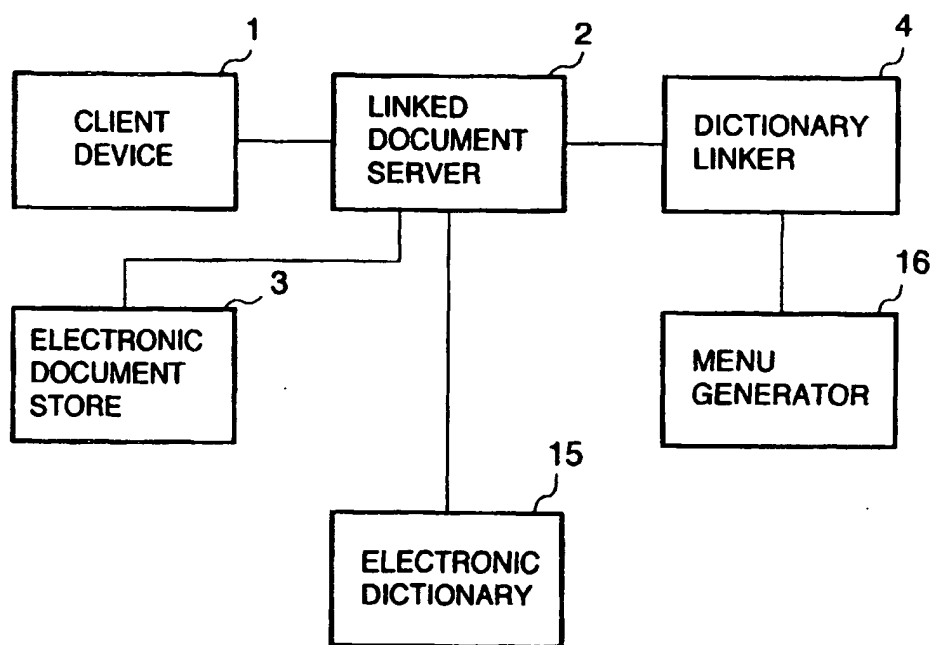 1
2
4
CLIENT
DEVICE
LINKED
DOCUMENT
SERVER
DICTIONARY
LINKER
3
16
ELECTRONIC
DOCUMENT
STORE
MENU
GENERATOR
15
ELECTRONIC
DICTIONARY